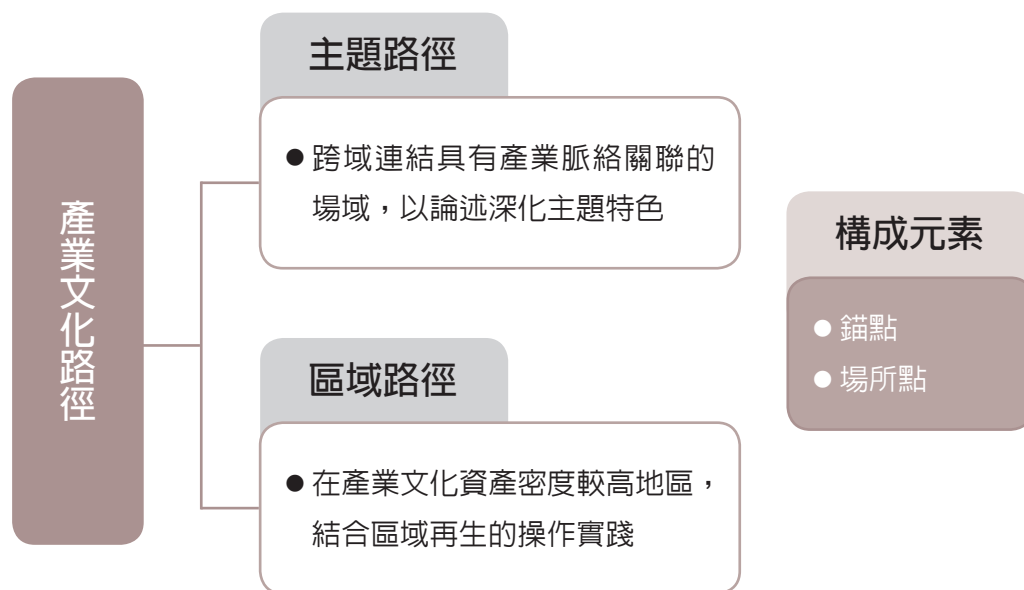 產業文化路徑
主題路徑
● 跨域連結具有產業脈絡關聯的
場域，以論述深化主題特色
區域路徑
● 在產業文化資產密度較高地區，
結合區域再生的操作實踐
構成元素
● 錨點
● 場所點